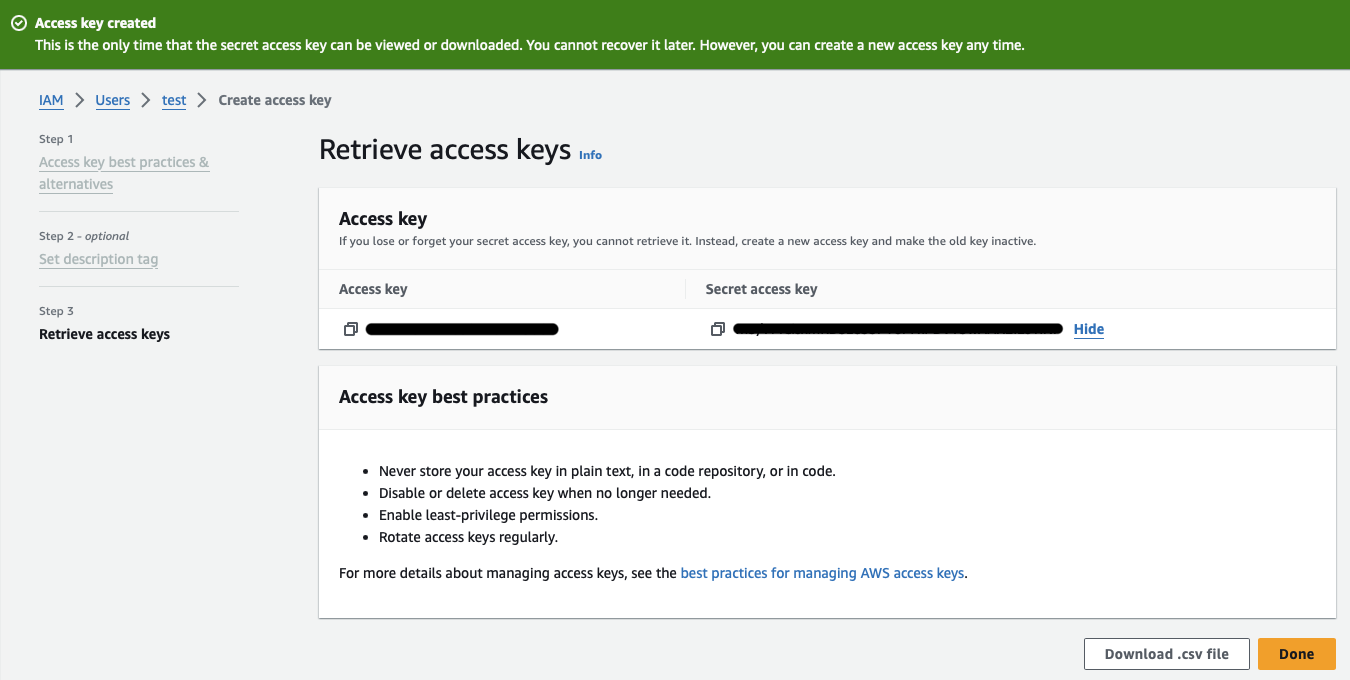 Access key created
This is the only time that the secret access key can be viewed or downloaded. You cannot recover it later. However, you can create a new access key any time.
IAM > Users > test > Create access key
Step 1
Access key best practices &
alternatives
Step 2 - optional
Set description tag
Step 3
Retrieve access keys
Retrieve access keys Info
Access key
If you lose or forget your secret access key, you cannot retrieve it. Instead, create a new access key and make the old key inactive.
Access key Secret access key
Hide
Access key best practices
• Never store your access key in plain text, in a code repository, or in code.
• Disable or delete access key when no longer needed.
• Enable least-privilege permissions.
• Rotate access keys regularly.
For more details about managing access keys, see the best practices for managing AWS access keys.
Download .csv file Done